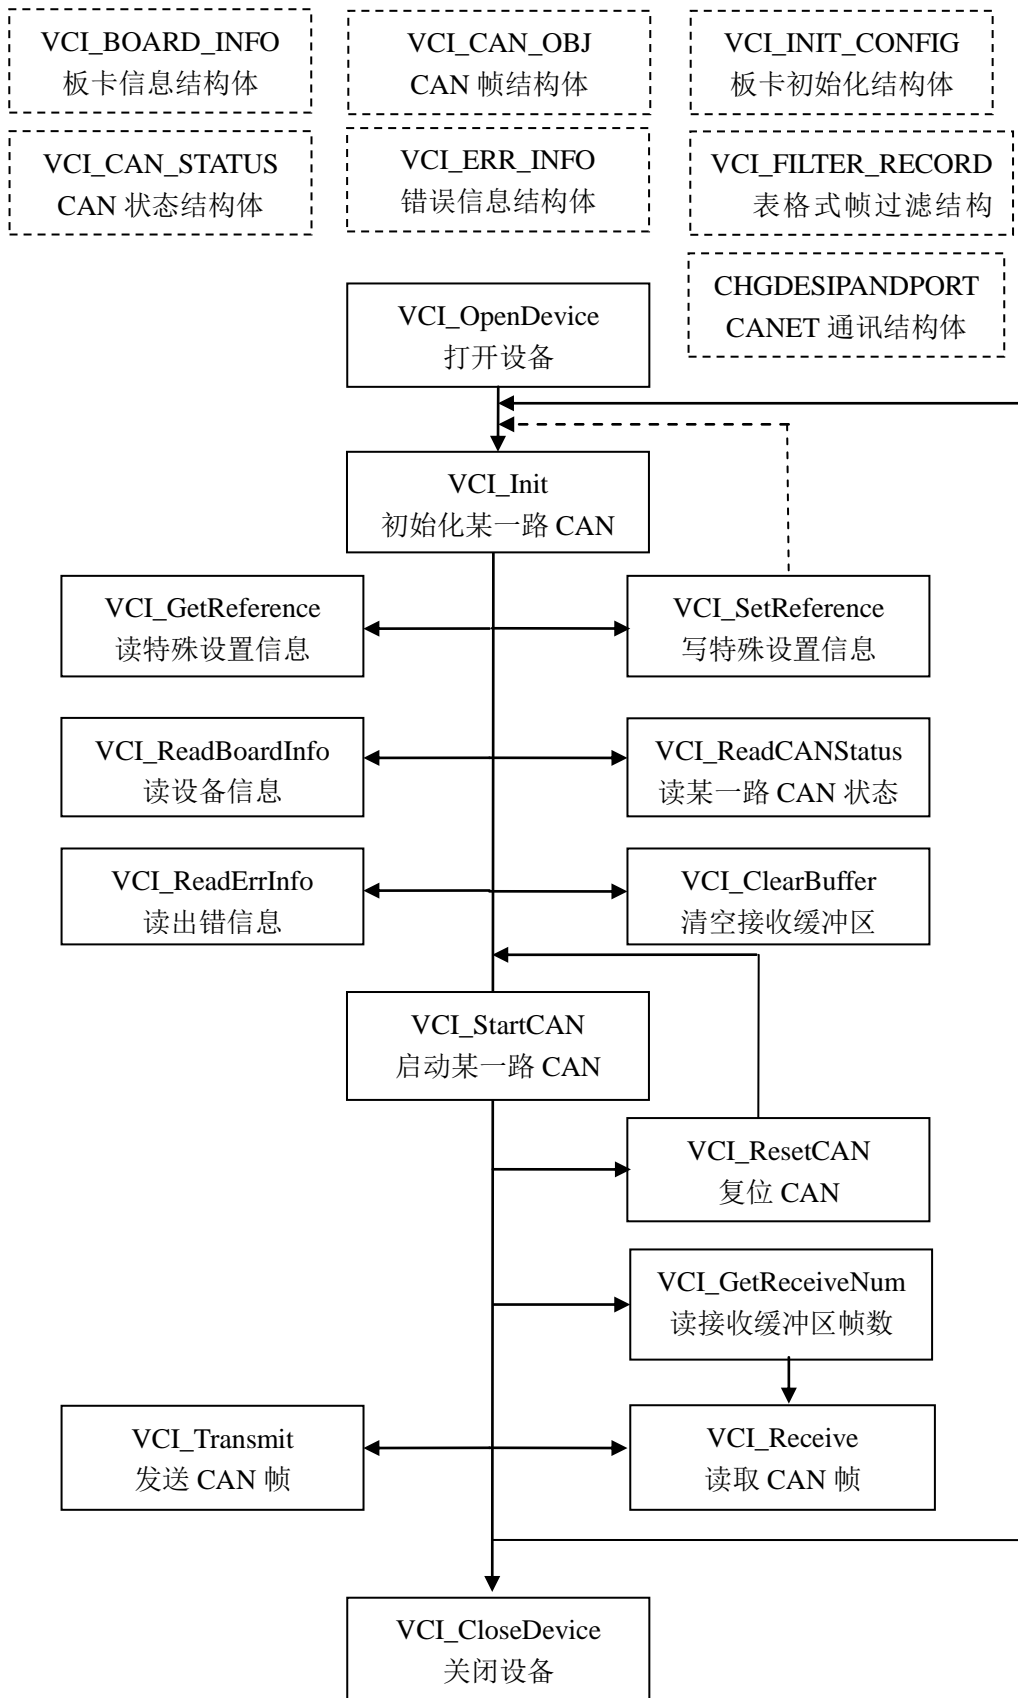 VCI_BOARD_INFO
板卡信息结构体
VCI_CAN_OBJ
CAN 帧结构体
VCI_INIT_CONFIG
板卡初始化结构体
VCI_CAN_STATUS
CAN 状态结构体
VCI_ERR_INFO
错误信息结构体
VCI_FILTER_RECORD
表格式帧过滤结构
CHGDESIPANDPORT
CANET 通讯结构体
VCI_OpenDevice
打开设备
VCI_Init
初始化某一路 CAN
VCI_GetReference
读特殊设置信息
VCI_SetReference
写特殊设置信息
VCI_ReadBoardInfo
读设备信息
VCI_ReadCANStatus
读某一路 CAN 状态
VCI_ReadErrInfo
读出错信息
VCI_ClearBuffer
清空接收缓冲区
VCI_StartCAN
启动某一路 CAN
VCI_ResetCAN
复位 CAN
VCI_GetReceiveNum
读接收缓冲区帧数
VCI_Transmit
发送 CAN 帧
VCI_Receive
读取 CAN 帧
VCI_CloseDevice
关闭设备